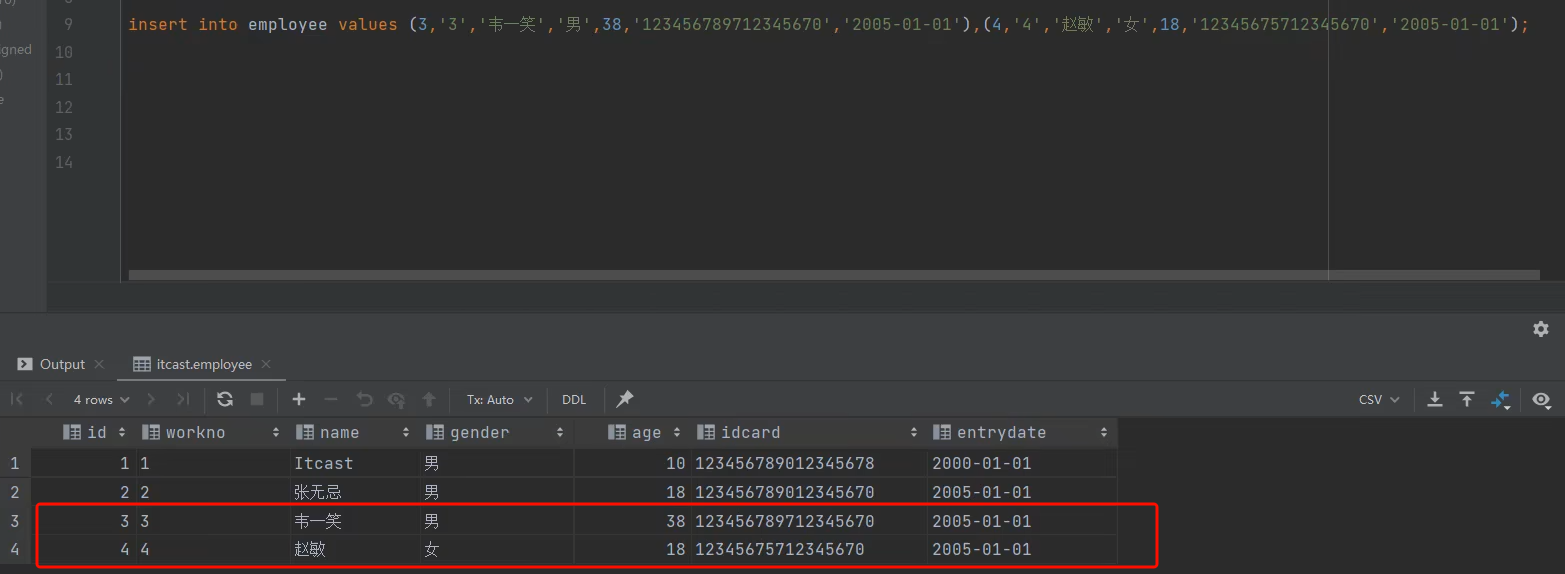 9 insert into employee values (3,'3','韦一笑','男',38,'123456789712345670','2005-01-01'),(4,'4','赵敏','女',18,'12345675712345670','2005-01-01');
igned
10
)
11
e
12
13
14
Output
itcast.employee
4 rows
Tx: Auto
DDL
CSV
id workno name gender age idcard entrydate
1 1 1 Itcast 男 10 123456789012345678 2000-01-01
2 2 2 张无忌 男 18 123456789012345670 2005-01-01
3 3 3 韦一笑 男 38 123456789712345670 2005-01-01
4 4 4 赵敏 女 18 12345675712345670 2005-01-01